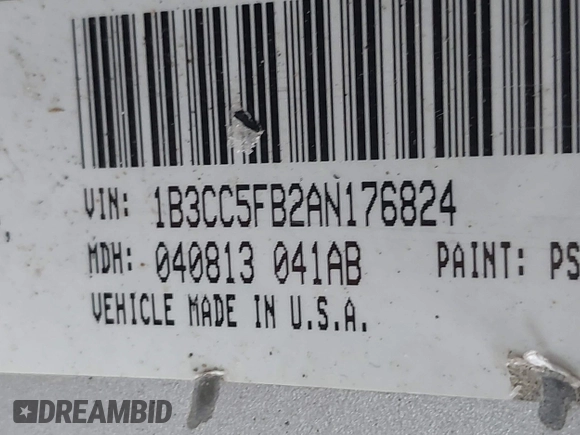 VIN: 1B3CC5FB2AN176824
MDH: 040813 041AB PAINT: PS
VEHICLE MADE IN U.S.A.
DREAMBID